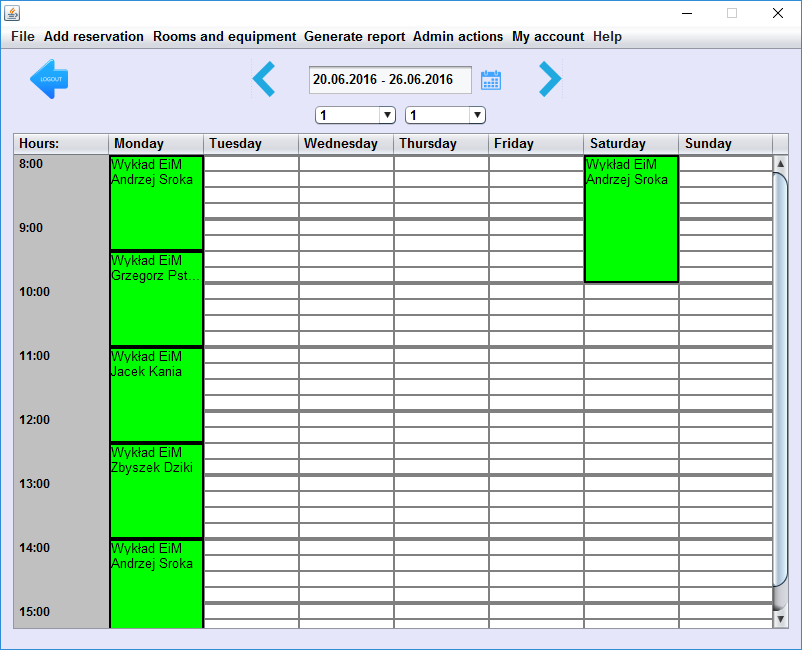 File Add reservation Rooms and equipment Generate report Admin actions My account Help
LOGOUT
20.06.2016 - 26.06.2016
1 1
Hours: Monday Tuesday Wednesday Thursday Friday Saturday Sunday
8:00 Wykład EiM Wykład EiM
Andrzej Sroka Andrzej Sroka
9:00
Wykład EiM
Grzegorz Pst...
10:00
11:00 Wykład EiM
Jacek Kania
12:00
Wykład EiM
Zbyszek Dziki
13:00
14:00 Wykład EiM
Andrzej Sroka
15:00